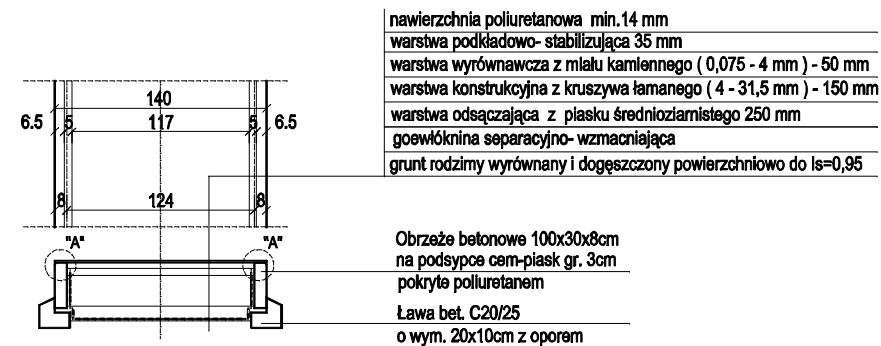 nawierzchnia poliuretanowa min.14 mm
warstwa podkładowo- stabilizująca 35 mm
warstwa wyrównawcza z miału kamiennego ( 0,075 - 4 mm ) - 50 mm
warstwa konstrukcyjna z kruszywa łamanego ( 4 - 31,5 mm ) - 150 mm
warstwa odsączająca z piasku średnioziarnistego 250 mm
goewłóknina separacyjno- wzmacniająca
grunt rodzimy wyrównany i dogęszczony powierzchniowo do Is=0,95
140
6.5 5 117 5 6.5
8 124 8
"A" "A"
Obrzeże betonowe 100x30x8cm
na podsypce cem-piask gr. 3cm
pokryte poliuretanem
Ława bet. C20/25
o wym. 20x10cm z oporem